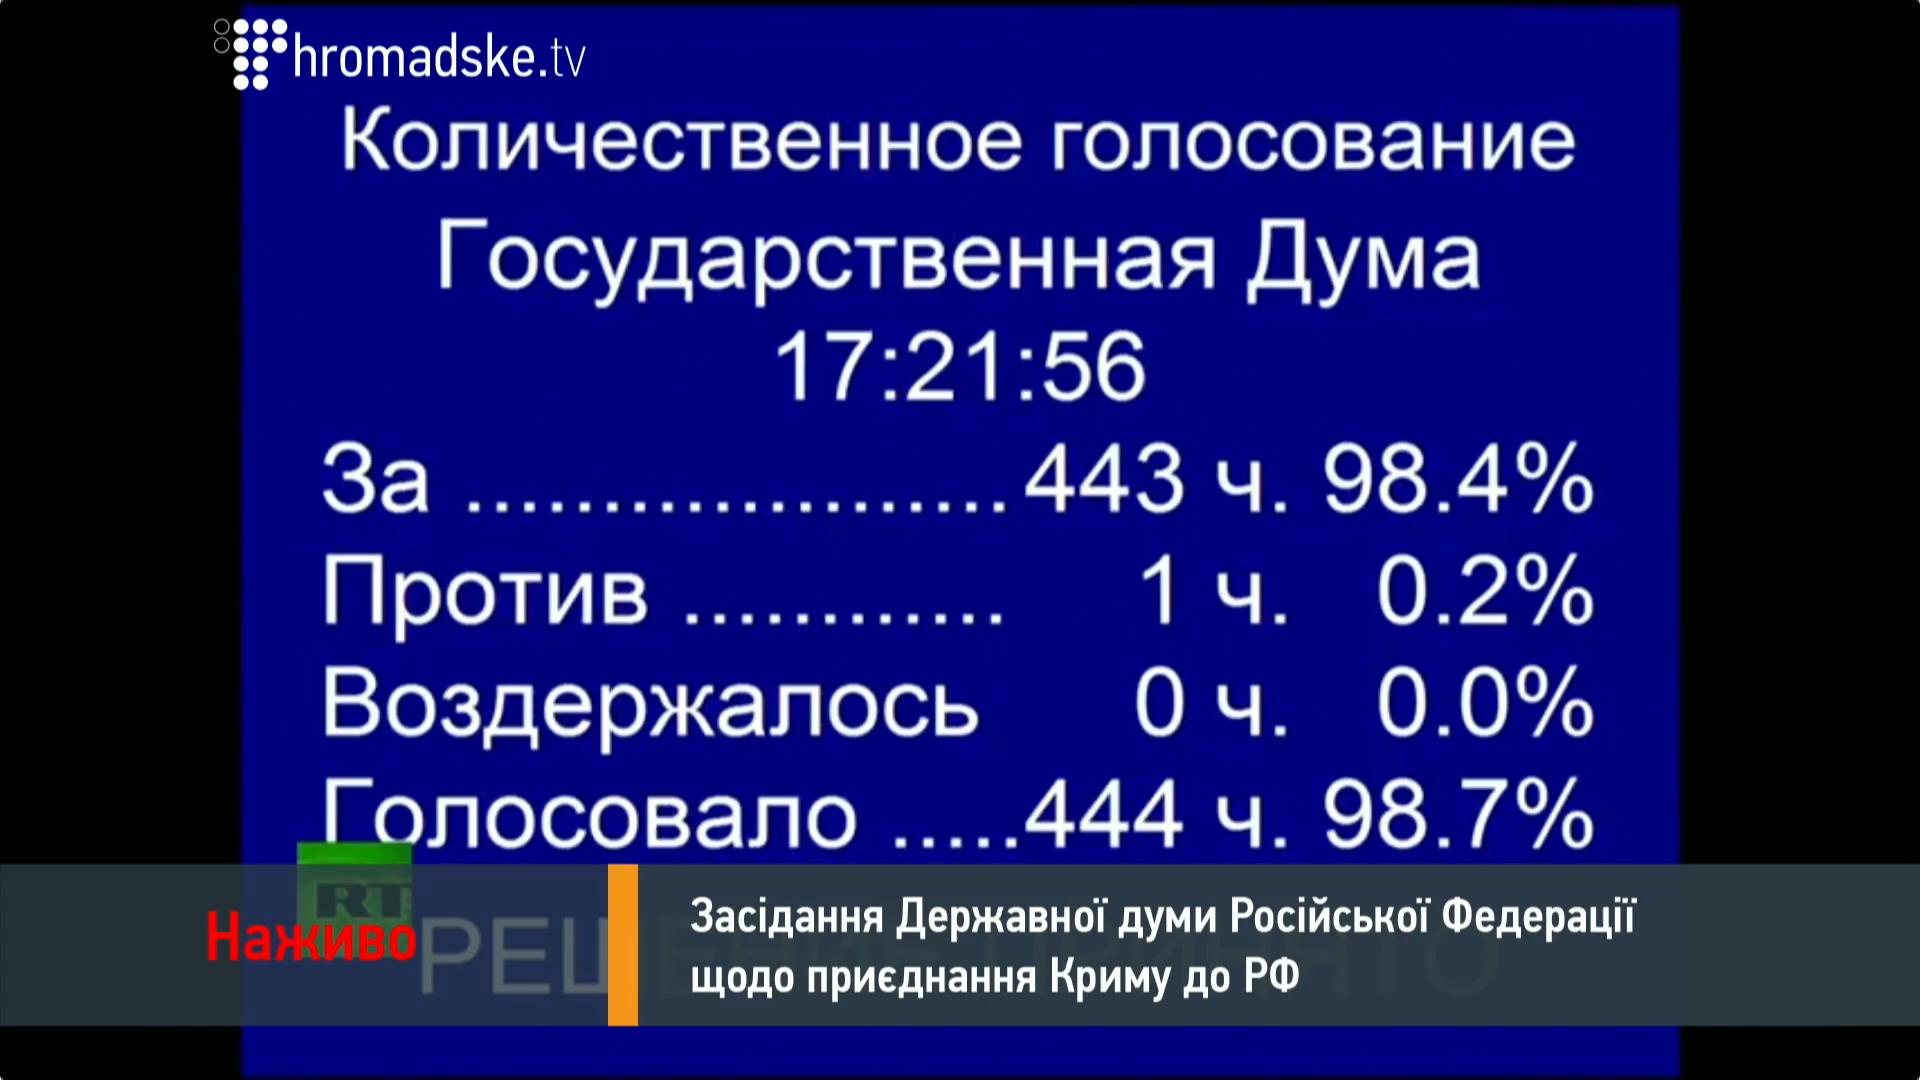 hromadske.tv
Количественное голосование
Государственная Дума
17:21:56
За .................... 443 ч. 98.4%
Против ............ 1 ч. 0.2%
Воздержалось 0 ч. 0.0%
Голосовало ..... 444 ч. 98.7%
RT
Наживо
Засідання Державної думи Російської Федерації
щодо приєднання Криму до РФ